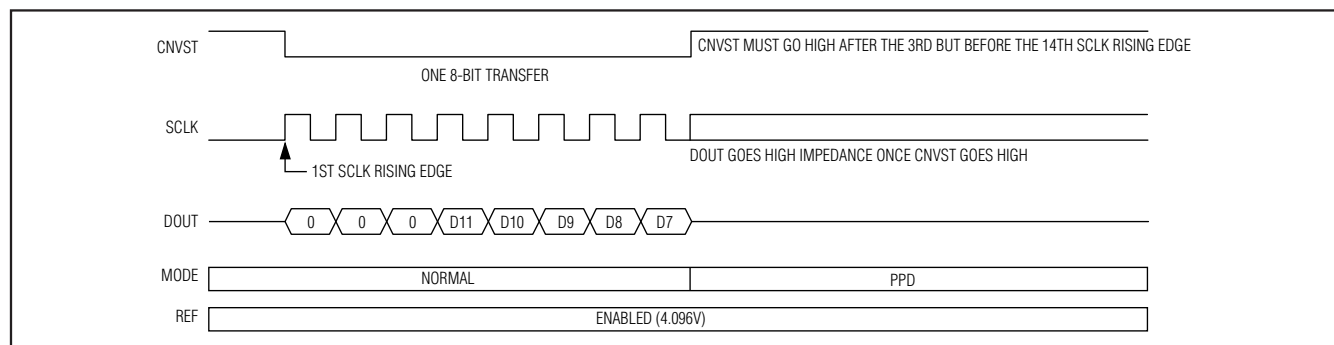 CNVST
CNVST MUST GO HIGH AFTER THE 3RD BUT BEFORE THE 14TH SCLK RISING EDGE
ONE 8-BIT TRANSFER
SCLK
DOUT GOES HIGH IMPEDANCE ONCE CNVST GOES HIGH
1ST SCLK RISING EDGE
DOUT 0 0 0 D11 D10 D9 D8 D7
MODE NORMAL PPD
REF ENABLED (4.096V)